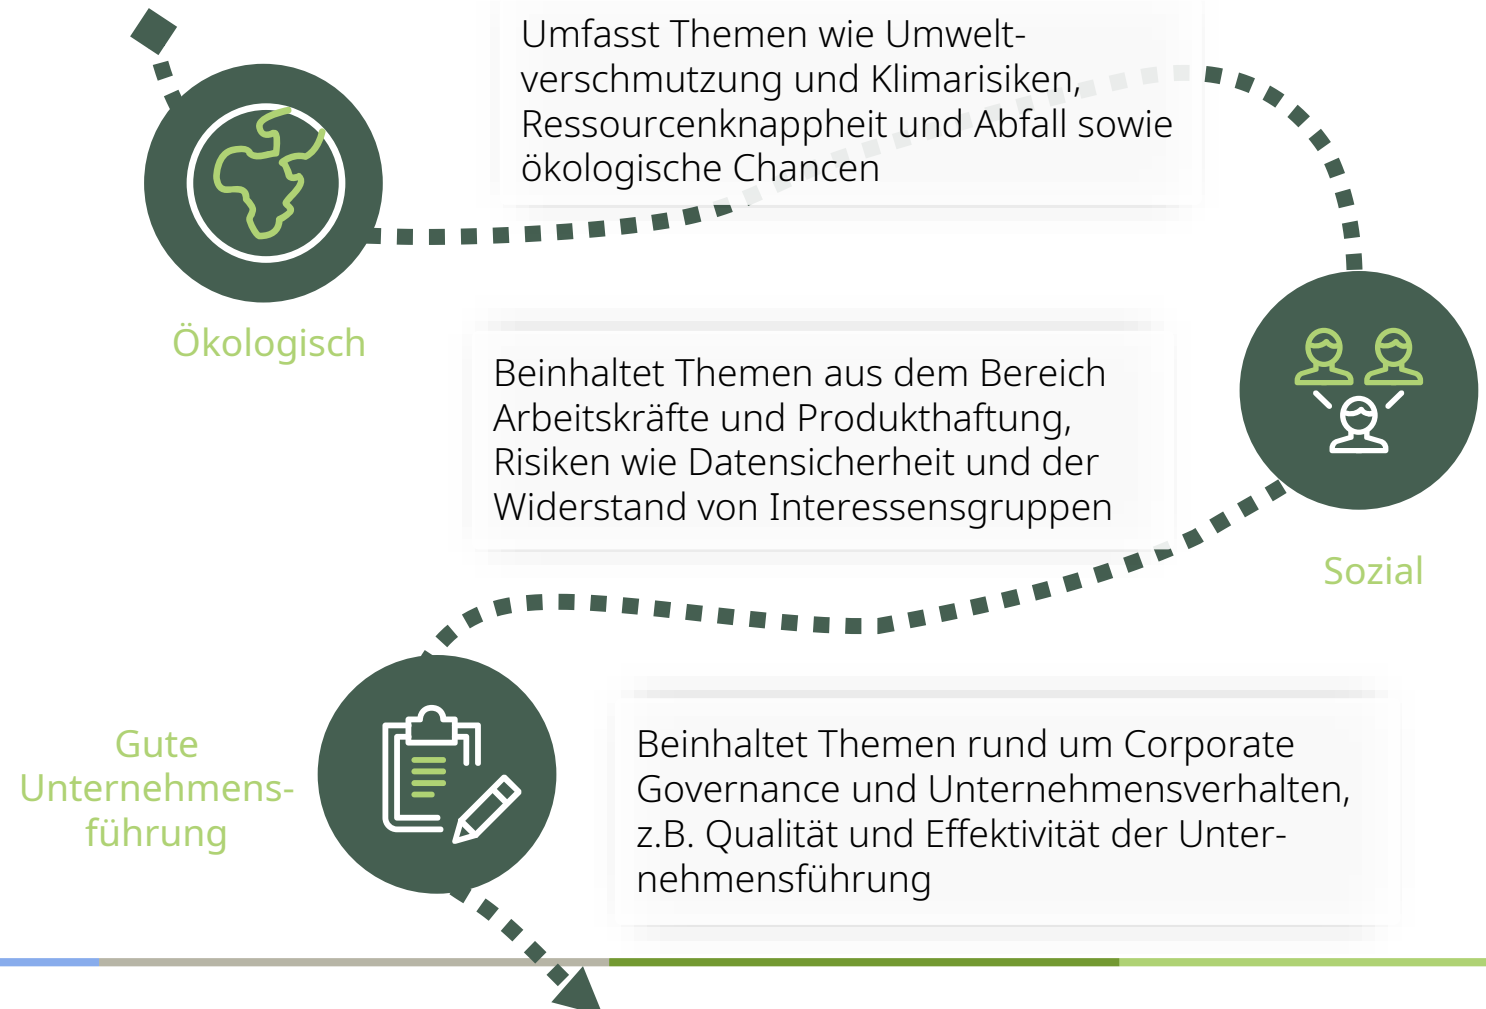 Umfasst Themen wie Umwelt-
verschmutzung und Klimarisiken,
Ressourcenknappheit und Abfall sowie
ökologische Chancen
Ökologisch
Beinhaltet Themen aus dem Bereich
Arbeitskräfte und Produkthaftung,
Risiken wie Datensicherheit und der
Widerstand von Interessensgruppen
Sozial
Gute
Unternehmens-
führung
Beinhaltet Themen rund um Corporate
Governance und Unternehmensverhalten,
z.B. Qualität und Effektivität der Unter-
nehmensführung